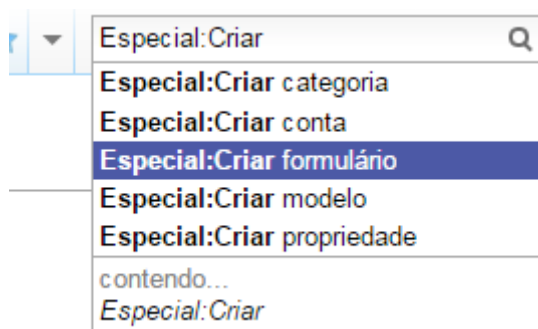 Especial:Criar
Especial:Criar categoria
Especial:Criar conta
Especial:Criar formulário
Especial:Criar modelo
Especial:Criar propriedade
contendo...
Especial:Criar